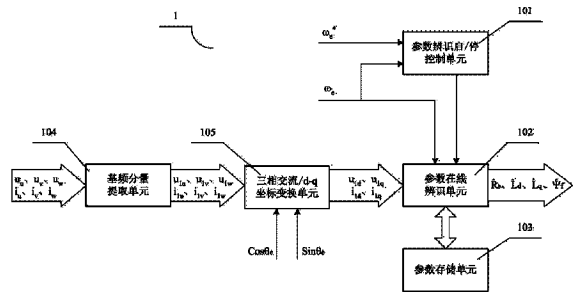 1
101
ωe*
参数辨识启/停
控制单元
ωe
104
105
102
uu、uv、uw、
iu、iv、iw
基频分量
提取单元
u1u、u1v、u1w
i1u、i1v、i1w
三相交流/d-q
坐标变换单元
u1d、u1q、
i1d、i1q
参数在线
辨识单元
R̂s、L̂d、L̂q、Ψ̂f
Cosθe
Sinθe
103
参数存储单元